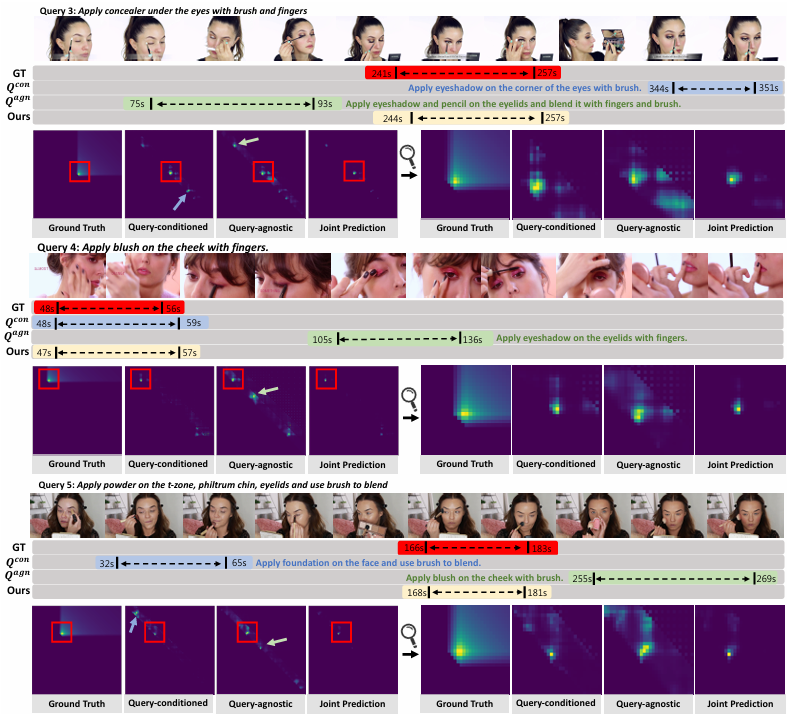 Query 3: Apply concealer under the eyes with brush and fingers
GT 241s 257s
Q^con Apply eyeshadow on the corner of the eyes with brush. 344s 351s
Q^agn 75s 93s Apply eyeshadow and pencil on the eyelids and blend it with fingers and brush.
Ours 244s 257s
Ground Truth Query-conditioned Query-agnostic Joint Prediction Ground Truth Query-conditioned Query-agnostic Joint Prediction
Query 4: Apply blush on the cheek with fingers.
GT 48s 56s
Q^con 48s 59s
Q^agn 105s 136s Apply eyeshadow on the eyelids with fingers.
Ours 47s 57s
Ground Truth Query-conditioned Query-agnostic Joint Prediction Ground Truth Query-conditioned Query-agnostic Joint Prediction
Query 5: Apply powder on the t-zone, philtrum chin, eyelids and use brush to blend
GT 166s 183s
Q^con 32s 65s Apply foundation on the face and use brush to blend.
Q^agn Apply blush on the cheek with brush. 255s 269s
Ours 168s 181s
Ground Truth Query-conditioned Query-agnostic Joint Prediction Ground Truth Query-conditioned Query-agnostic Joint Prediction